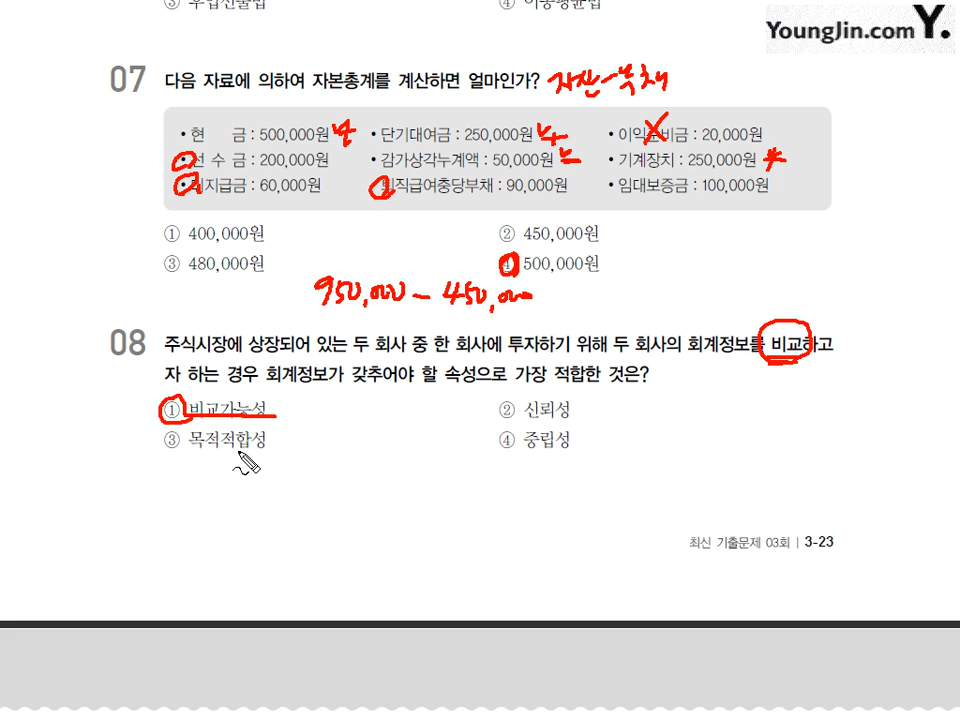 ③ 후입선출법 ④ 이동평균법
YoungJin.com Y.
07 다음 자료에 의하여 자본총계를 계산하면 얼마인가? 자산-부채
• 현 금 : 500,000원 • 단기대여금 : 250,000원 • 이익준비금 : 20,000원
• 선 수 금 : 200,000원 • 감가상각누계액 : 50,000원 • 기계장치 : 250,000원
• 미지급금 : 60,000원 퇴직급여충당부채 : 90,000원 • 임대보증금 : 100,000원
① 400,000원 ② 450,000원
③ 480,000원 ④ 500,000원
950,000 - 450,000
08 주식시장에 상장되어 있는 두 회사 중 한 회사에 투자하기 위해 두 회사의 회계정보를 비교하고
자 하는 경우 회계정보가 갖추어야 할 속성으로 가장 적합한 것은?
① 비교가능성 ② 신뢰성
③ 목적적합성 ④ 중립성
최신 기출문제 03회 | 3-23